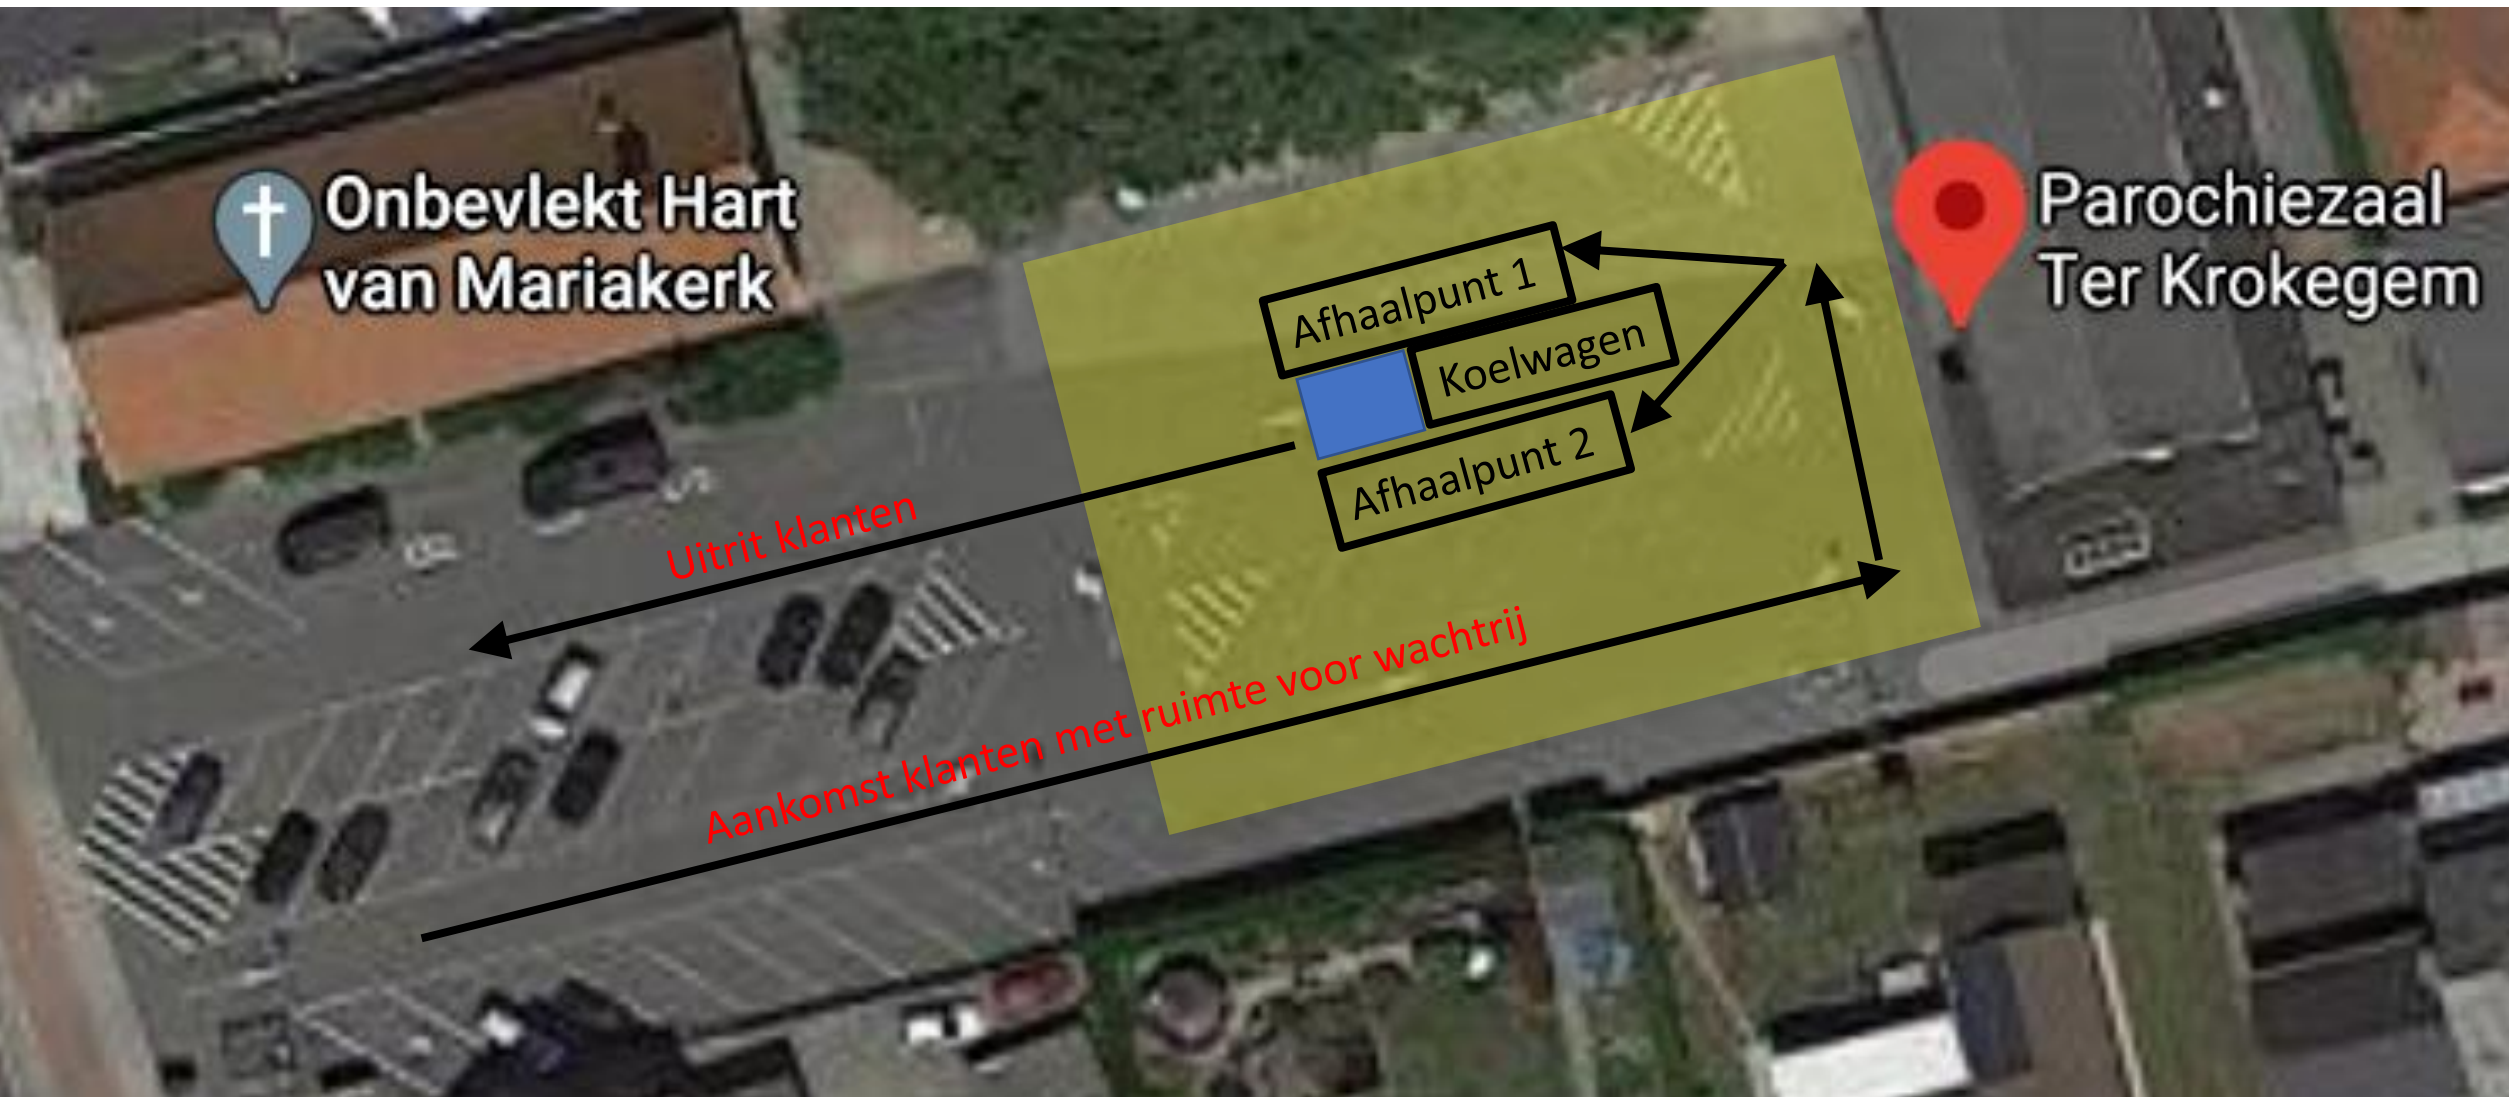 Onbevlekt Hart
van Mariakerk
Parochiezaal
Ter Krokegem
Afhaalpunt 1
Koelwagen
Afhaalpunt 2
Uitrit klanten
Aankomst klanten met ruimte voor wachtrij